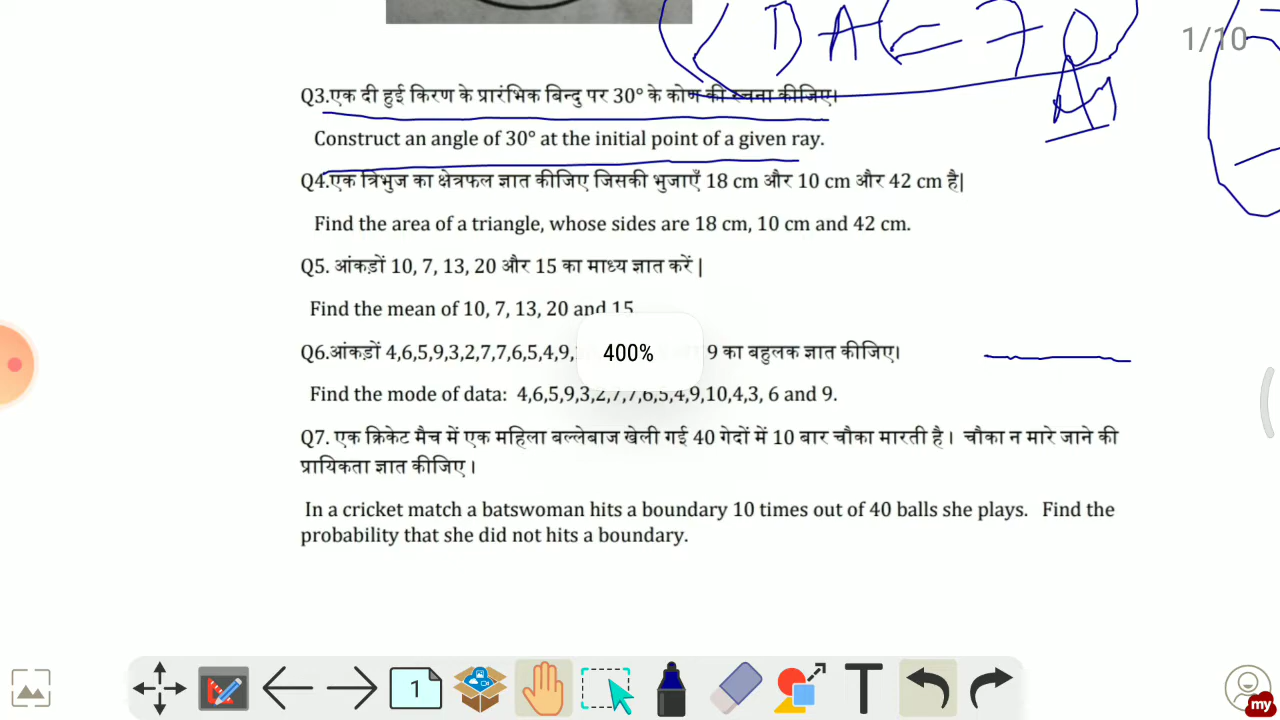 ∠BAC = 70
Ans
1/10
Q3.एक दी हुई किरण के प्रारंभिक बिन्दु पर 30° के कोण की रचना कीजिए।
Construct an angle of 30° at the initial point of a given ray.
Q4.एक त्रिभुज का क्षेत्रफल ज्ञात कीजिए जिसकी भुजाएँ 18 cm और 10 cm और 42 cm है|
Find the area of a triangle, whose sides are 18 cm, 10 cm and 42 cm.
Q5. आंकड़ों 10, 7, 13, 20 और 15 का माध्य ज्ञात करें |
Find the mean of 10, 7, 13, 20 and 15
Q6.आंकड़ों 4,6,5,9,3,2,7,7,6,5,4,9, 9 का बहुलक ज्ञात कीजिए।
400%
Find the mode of data: 4,6,5,9,3,2,7,7,6,5,4,9,10,4,3, 6 and 9.
Q7. एक क्रिकेट मैच में एक महिला बल्लेबाज खेली गई 40 गेदों में 10 बार चौका मारती है। चौका न मारे जाने की
प्रायिकता ज्ञात कीजिए।
In a cricket match a batswoman hits a boundary 10 times out of 40 balls she plays. Find the
probability that she did not hits a boundary.
1
T
my